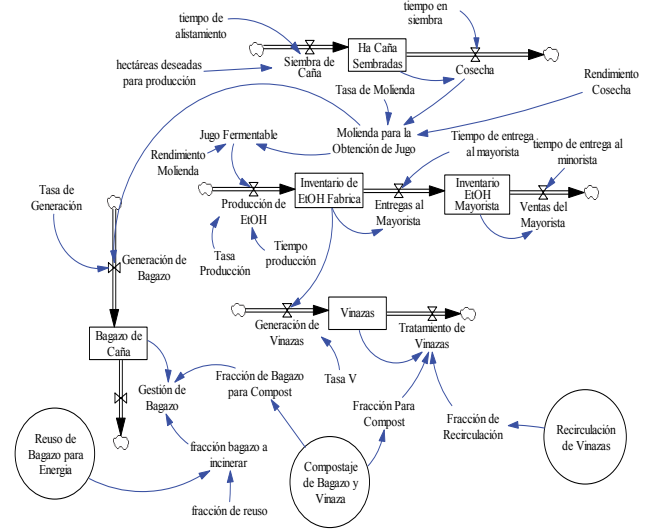 tiempo de
alistamiento
tiempo en
siembra
Ha Caña
Sembradas
Siembra de
Caña
Cosecha
hectáreas deseadas
para producción
Tasa de Molienda
Rendimiento
Cosecha
Molienda para la
Obtención de Jugo
Jugo Fermentable
Rendimiento
Molienda
Tiempo de entrega
al mayorista
tiempo de entrega al
minorista
Tasa de
Generación
Inventario de
EtOH Fabrica
Inventario
EtOH
Mayorista
Producción de
EtOH
Entregas al
Mayorista
Ventas del
Mayorista
Tasa
Producción
Tiempo
producción
Generación de
Bagazo
Vinazas
Generación de
Vinazas
Tratamiento de
Vinazas
Bagazo de
Caña
Tasa V
Gestión de
Bagazo
Fracción de Bagazo
para Compost
Fracción Para
Compost
Fracción de
Recirculación
Recirculación
de Vinazas
Reuso de
Bagazo para
Energia
fracción bagazo a
incinerar
Compostaje
de Bagazo y
Vinaza
fracción de reuso